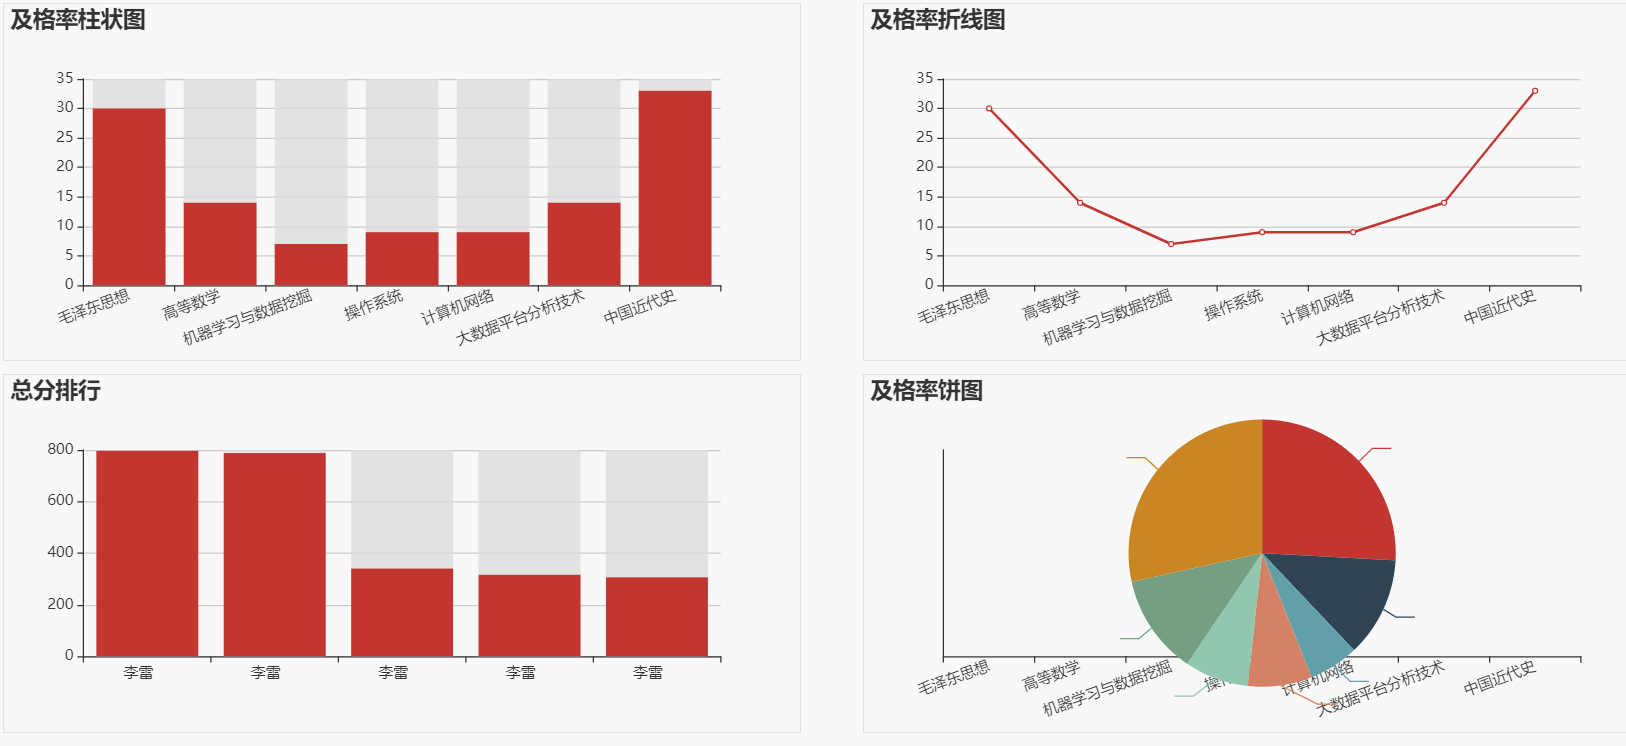 及格率柱状图
35
30
25
20
15
10
5
0
毛泽东思想
高等数学
机器学习与数据挖掘
操作系统
计算机网络
大数据平台分析技术
中国近代史
及格率折线图
35
30
25
20
15
10
5
0
毛泽东思想
高等数学
机器学习与数据挖掘
操作系统
计算机网络
大数据平台分析技术
中国近代史
总分排行
800
600
400
200
0
李雷
李雷
李雷
李雷
李雷
及格率饼图
毛泽东思想
高等数学
机器学习与数据挖掘
操
计算机网络
大数据平台分析技术
中国近代史